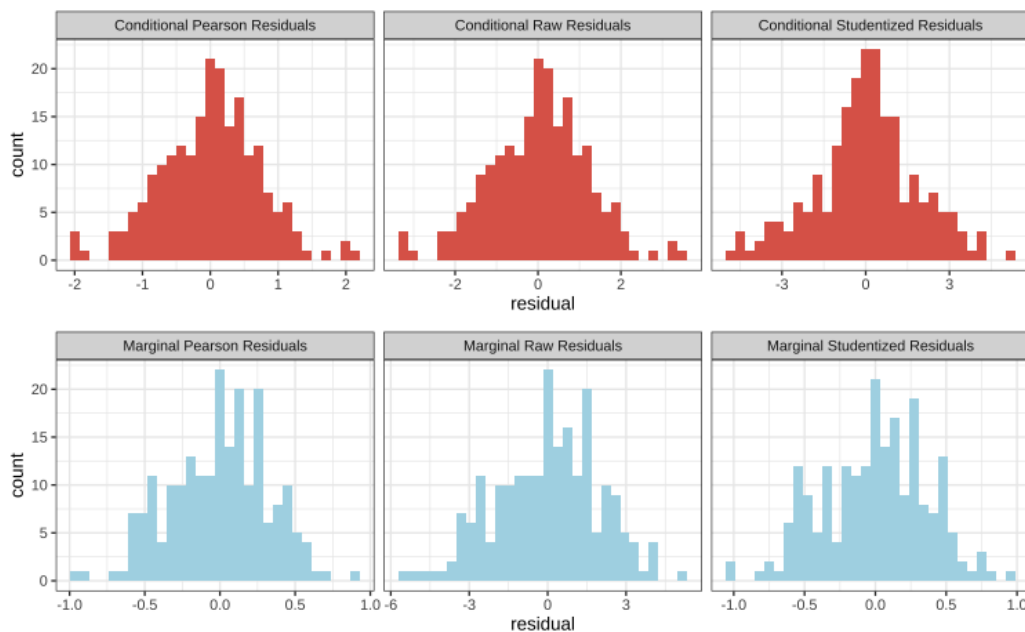 Conditional Pearson Residuals Conditional Raw Residuals Conditional Studentized Residuals
20
15
10
5
0
count
-2 -1 0 1 2 -2 0 2 -3 0 3
residual
Marginal Pearson Residuals Marginal Raw Residuals Marginal Studentized Residuals
20
15
10
5
0
count
-1.0 -0.5 0.0 0.5 1.0 -6 -3 0 3 -1.0 -0.5 0.0 0.5 1.0
residual